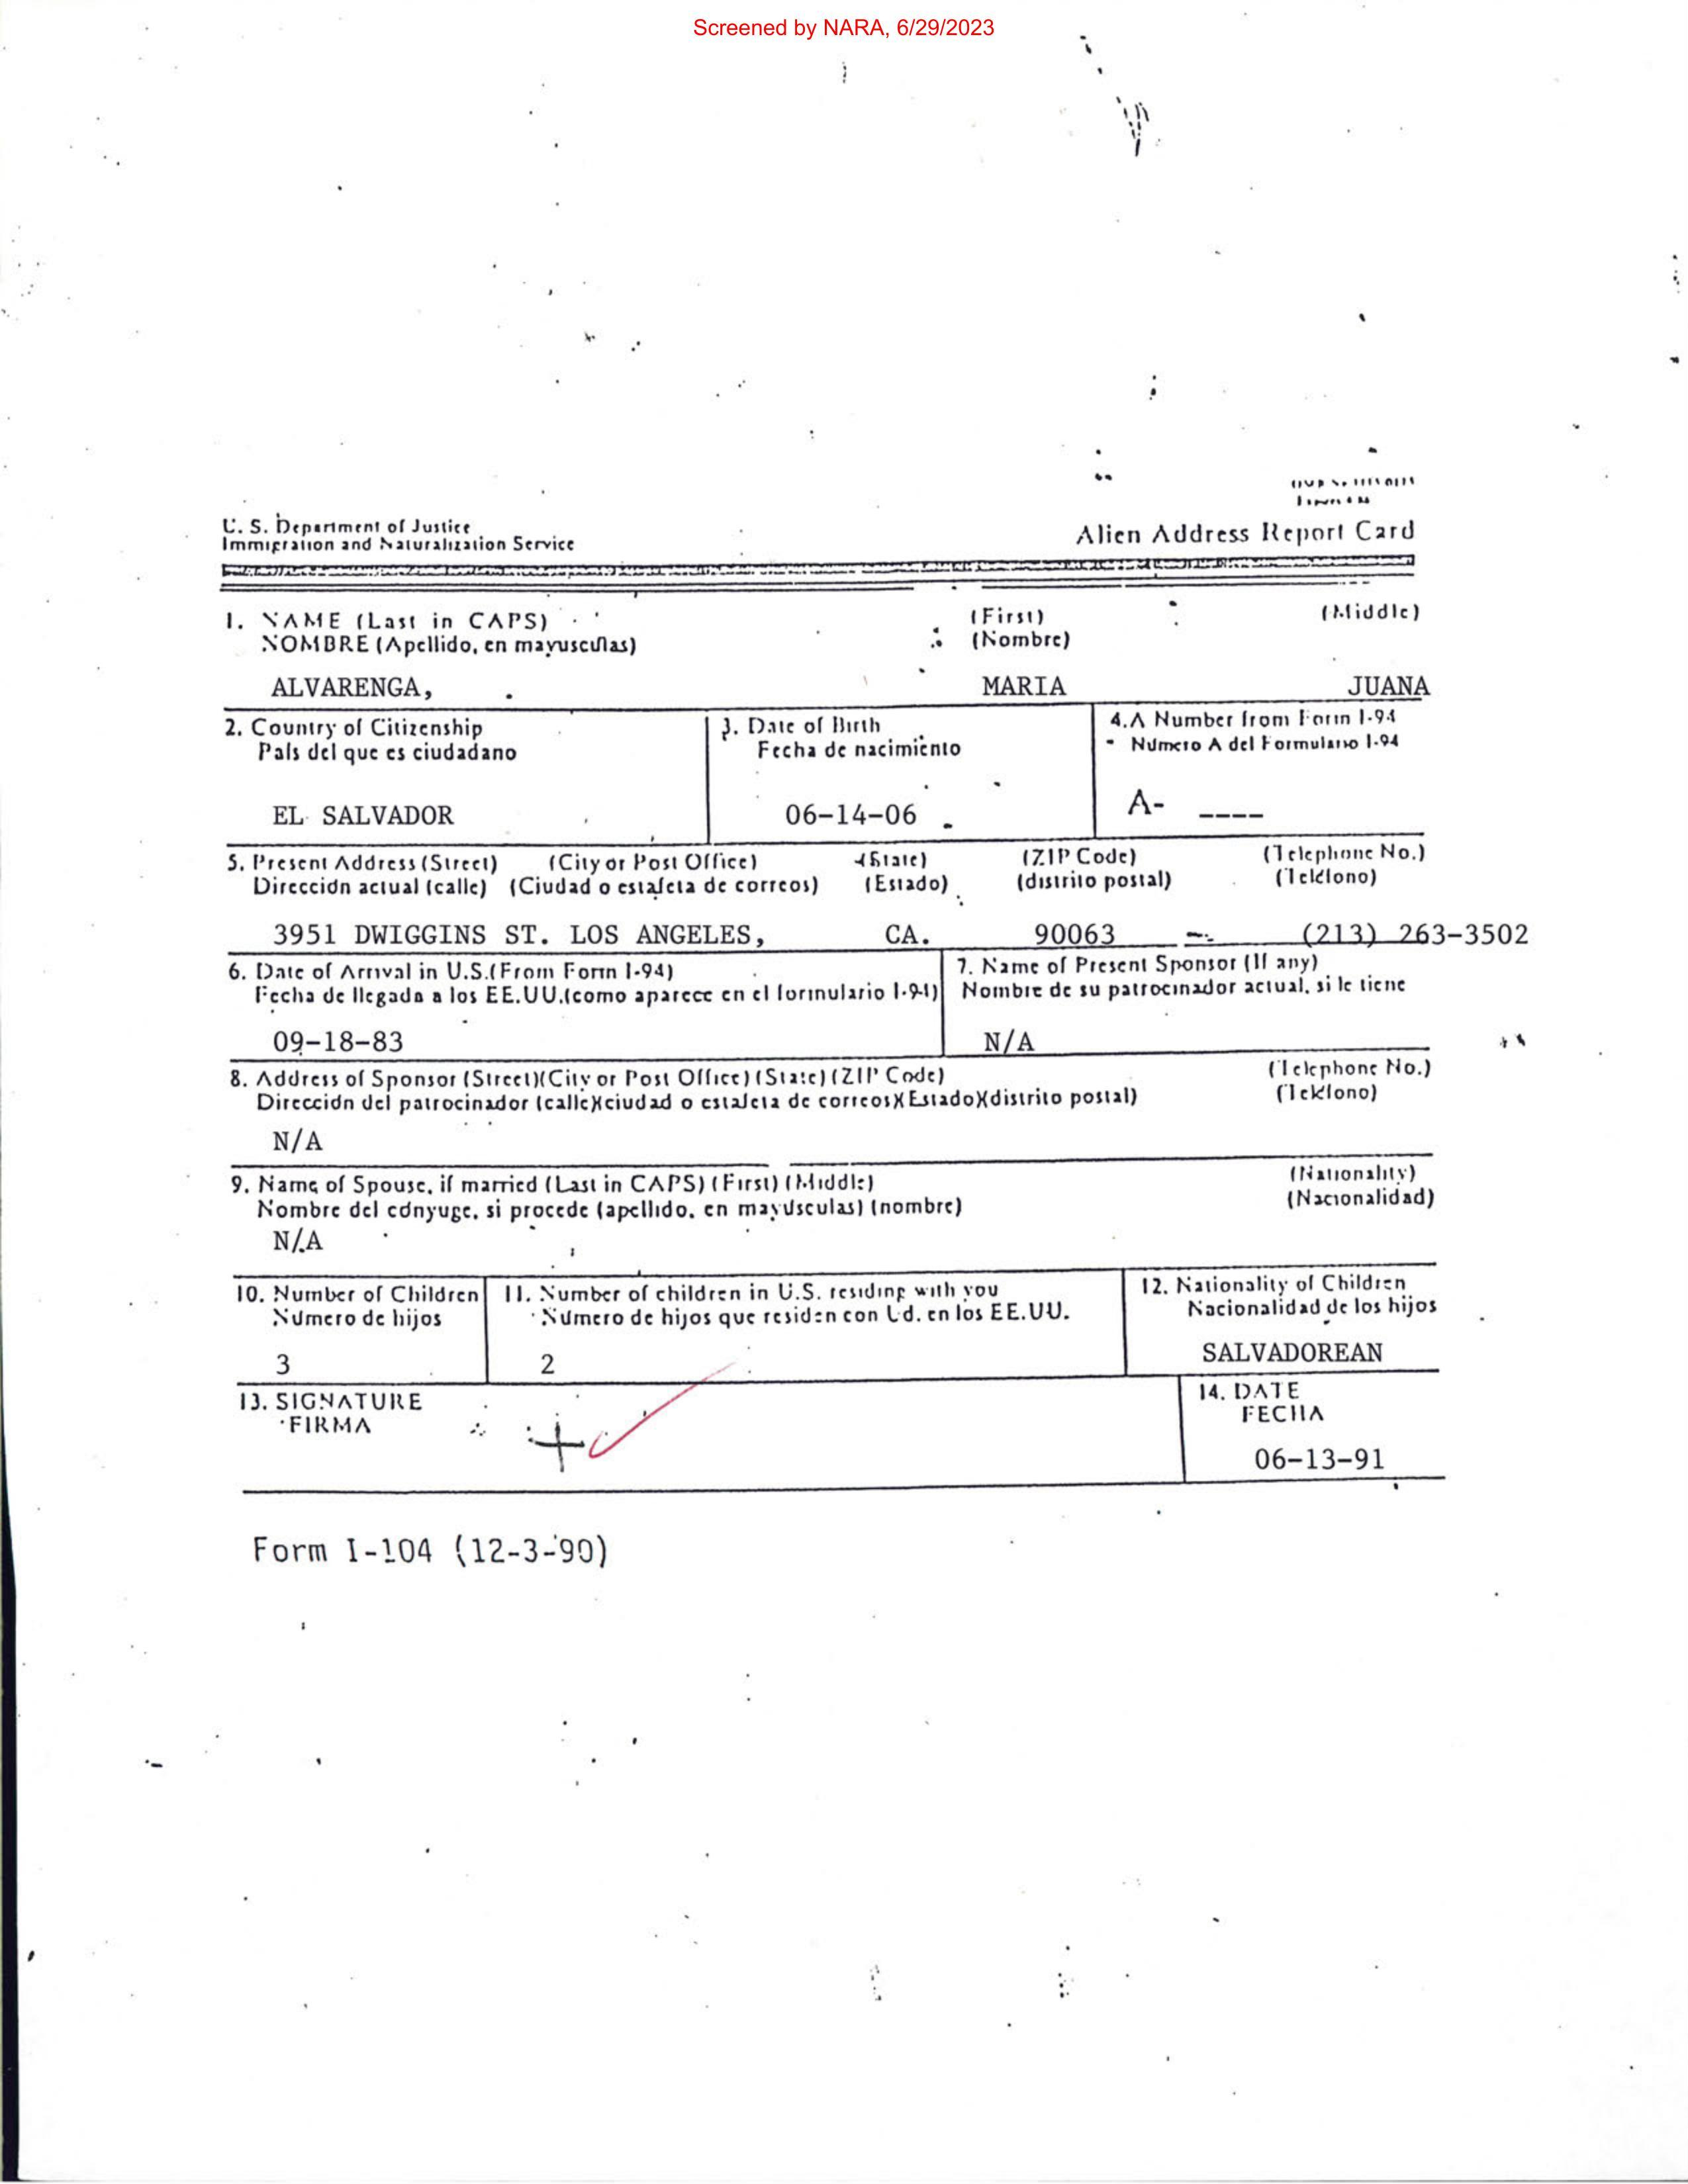 Screened by NARA, 6/29/2023
U. S. Department of Justice
Immigration and Naturalization Service
Alien Address Report Card
1. NAME (Last in CAPS) (First) (Middle)
NOMBRE (Apellido, en mayusculas) (Nombre)
ALVARENGA, MARIA JUANA
2. Country of Citizenship 3. Date of Birth 4. A Number from Form I-94
País del que es ciudadano Fecha de nacimiento Número A del Formulario I-94
EL SALVADOR 06-14-06 A- ----
5. Present Address (Street) (City or Post Office) (State) (ZIP Code) (Telephone No.)
Dirección actual (calle) (Ciudad o estafeta de correos) (Estado) (distrito postal) (Teléfono)
3951 DWIGGINS ST. LOS ANGELES, CA. 90063 (213) 263-3502
6. Date of Arrival in U.S. (From Form I-94) 7. Name of Present Sponsor (If any)
Fecha de llegada a los EE.UU. (como aparece en el formulario I-94) Nombre de su patrocinador actual, si le tiene
09-18-83 N/A
8. Address of Sponsor (Street)(City or Post Office) (State) (ZIP Code) (Telephone No.)
Dirección del patrocinador (calle)(ciudad o estafeta de correos)(Estado)(distrito postal) (Teléfono)
N/A
9. Name of Spouse, if married (Last in CAPS) (First) (Middle) (Nationality)
Nombre del cónyuge, si procede (apellido, en mayúsculas) (nombre) (Nacionalidad)
N/A
10. Number of Children 11. Number of children in U.S. residing with you 12. Nationality of Children
Número de hijos Número de hijos que residen con Ud. en los EE.UU. Nacionalidad de los hijos
3 2 SALVADOREAN
13. SIGNATURE 14. DATE
FIRMA FECHA
06-13-91
Form I-104 (12-3-90)